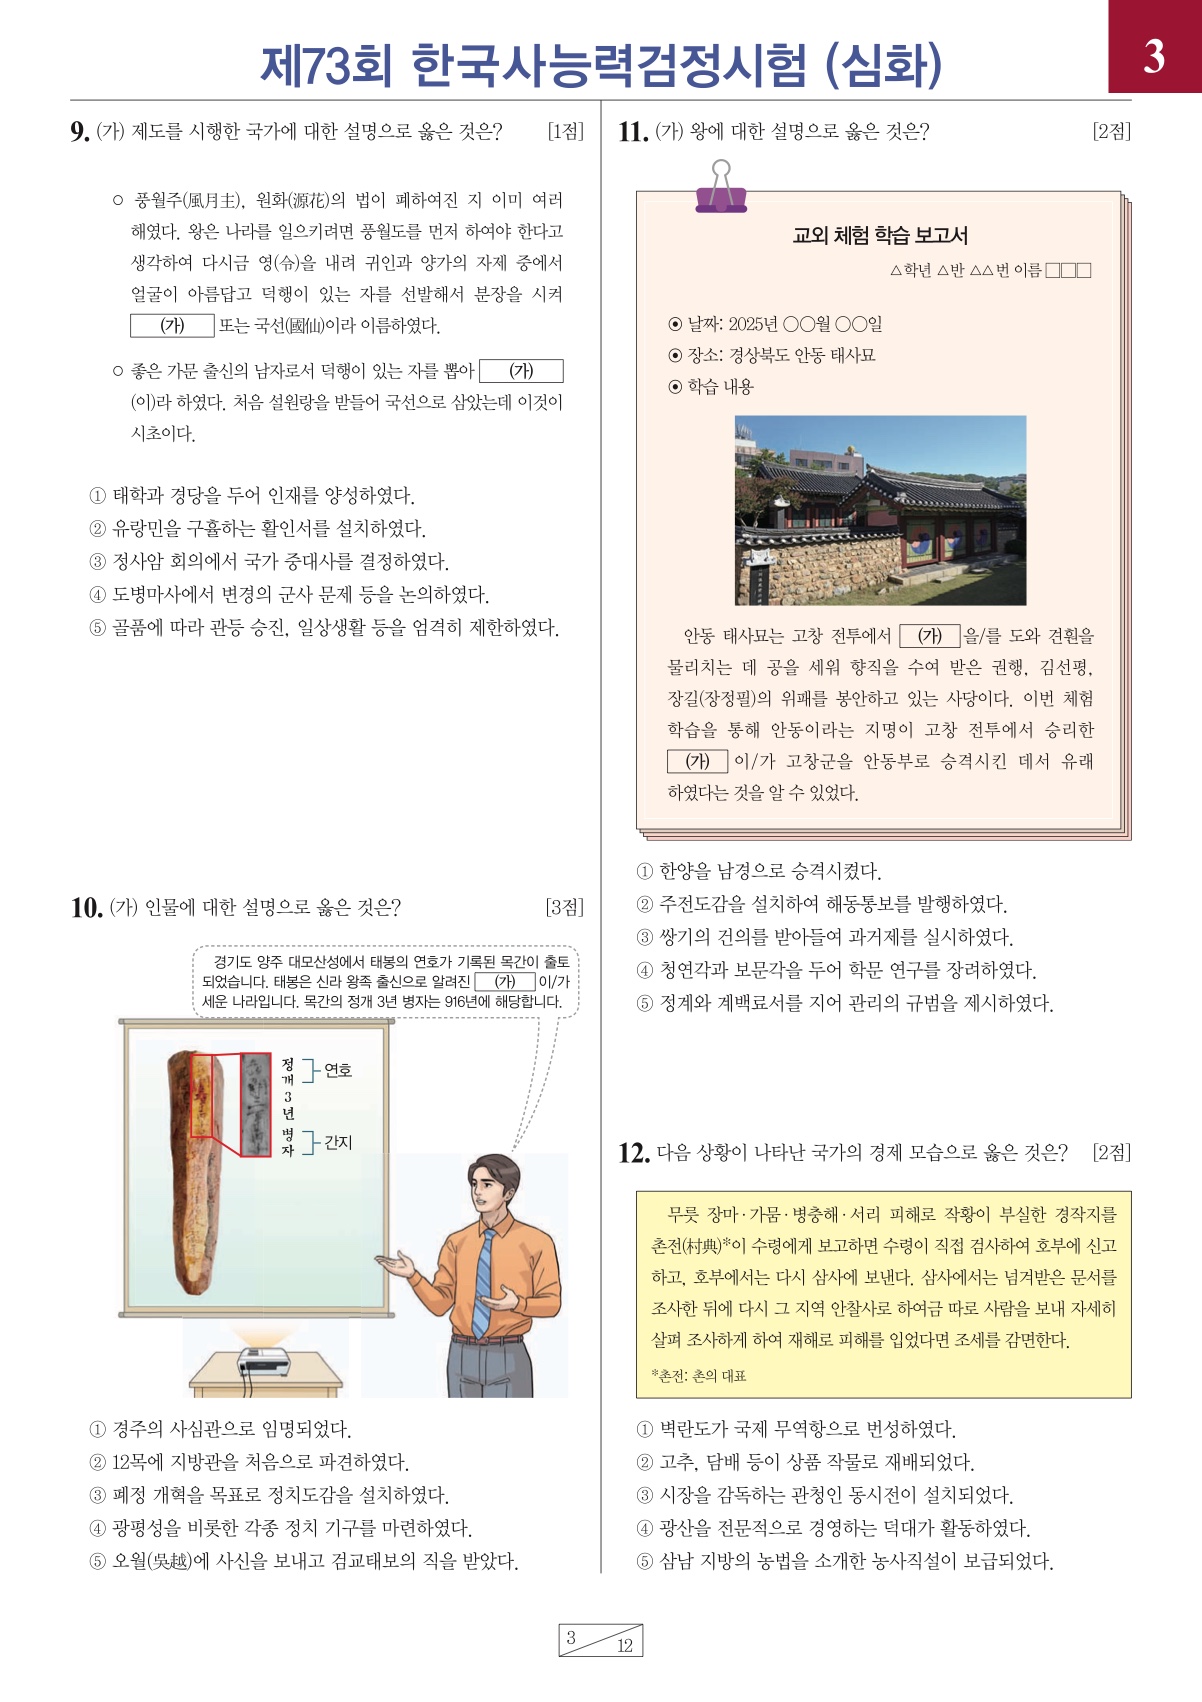 제73회 한국사능력검정시험 (심화)
3
9. (가) 제도를 시행한 국가에 대한 설명으로 옳은 것은? [1점]
○ 풍월주(風月主), 원화(源花)의 법이 폐하여진 지 이미 여러
해였다. 왕은 나라를 일으키려면 풍월도를 먼저 하여야 한다고
생각하여 다시금 영(令)을 내려 귀인과 양가의 자제 중에서
얼굴이 아름답고 덕행이 있는 자를 선발해서 분장을 시켜
(가) 또는 국선(國仙)이라 이름하였다.
○ 좋은 가문 출신의 남자로서 덕행이 있는 자를 뽑아 (가)
(이)라 하였다. 처음 설원랑을 받들어 국선으로 삼았는데 이것이
시초이다.
① 태학과 경당을 두어 인재를 양성하였다.
② 유랑민을 구휼하는 활인서를 설치하였다.
③ 정사암 회의에서 국가 중대사를 결정하였다.
④ 도병마사에서 변경의 군사 문제 등을 논의하였다.
⑤ 골품에 따라 관등 승진, 일상생활 등을 엄격히 제한하였다.
10. (가) 인물에 대한 설명으로 옳은 것은? [3점]
경기도 양주 대모산성에서 태봉의 연호가 기록된 목간이 출토
되었습니다. 태봉은 신라 왕족 출신으로 알려진 (가) 이/가
세운 나라입니다. 목간의 정개 3년 병자는 916년에 해당합니다.
정개3년병자
연호
간지
① 경주의 사심관으로 임명되었다.
② 12목에 지방관을 처음으로 파견하였다.
③ 폐정 개혁을 목표로 정치도감을 설치하였다.
④ 광평성을 비롯한 각종 정치 기구를 마련하였다.
⑤ 오월(吳越)에 사신을 보내고 검교태보의 직을 받았다.
11. (가) 왕에 대한 설명으로 옳은 것은? [2점]
교외 체험 학습 보고서
△학년 △반 △△번 이름 □□□
⊙ 날짜: 2025년 ○○월 ○○일
⊙ 장소: 경상북도 안동 태사묘
⊙ 학습 내용
안동 태사묘는 고창 전투에서 (가) 을/를 도와 견훤을
물리치는 데 공을 세워 향직을 수여 받은 권행, 김선평,
장길(장정필)의 위패를 봉안하고 있는 사당이다. 이번 체험
학습을 통해 안동이라는 지명이 고창 전투에서 승리한
(가) 이/가 고창군을 안동부로 승격시킨 데서 유래
하였다는 것을 알 수 있었다.
① 한양을 남경으로 승격시켰다.
② 주전도감을 설치하여 해동통보를 발행하였다.
③ 쌍기의 건의를 받아들여 과거제를 실시하였다.
④ 청연각과 보문각을 두어 학문 연구를 장려하였다.
⑤ 정계와 계백료서를 지어 관리의 규범을 제시하였다.
12. 다음 상황이 나타난 국가의 경제 모습으로 옳은 것은? [2점]
무릇 장마·가뭄·병충해·서리 피해로 작황이 부실한 경작지를
촌전(村典)*이 수령에게 보고하면 수령이 직접 검사하여 호부에 신고
하고, 호부에서는 다시 삼사에 보낸다. 삼사에서는 넘겨받은 문서를
조사한 뒤에 다시 그 지역 안찰사로 하여금 따로 사람을 보내 자세히
살펴 조사하게 하여 재해로 피해를 입었다면 조세를 감면한다.
*촌전: 촌의 대표
① 벽란도가 국제 무역항으로 번성하였다.
② 고추, 담배 등이 상품 작물로 재배되었다.
③ 시장을 감독하는 관청인 동시전이 설치되었다.
④ 광산을 전문적으로 경영하는 덕대가 활동하였다.
⑤ 삼남 지방의 농법을 소개한 농사직설이 보급되었다.
3
12